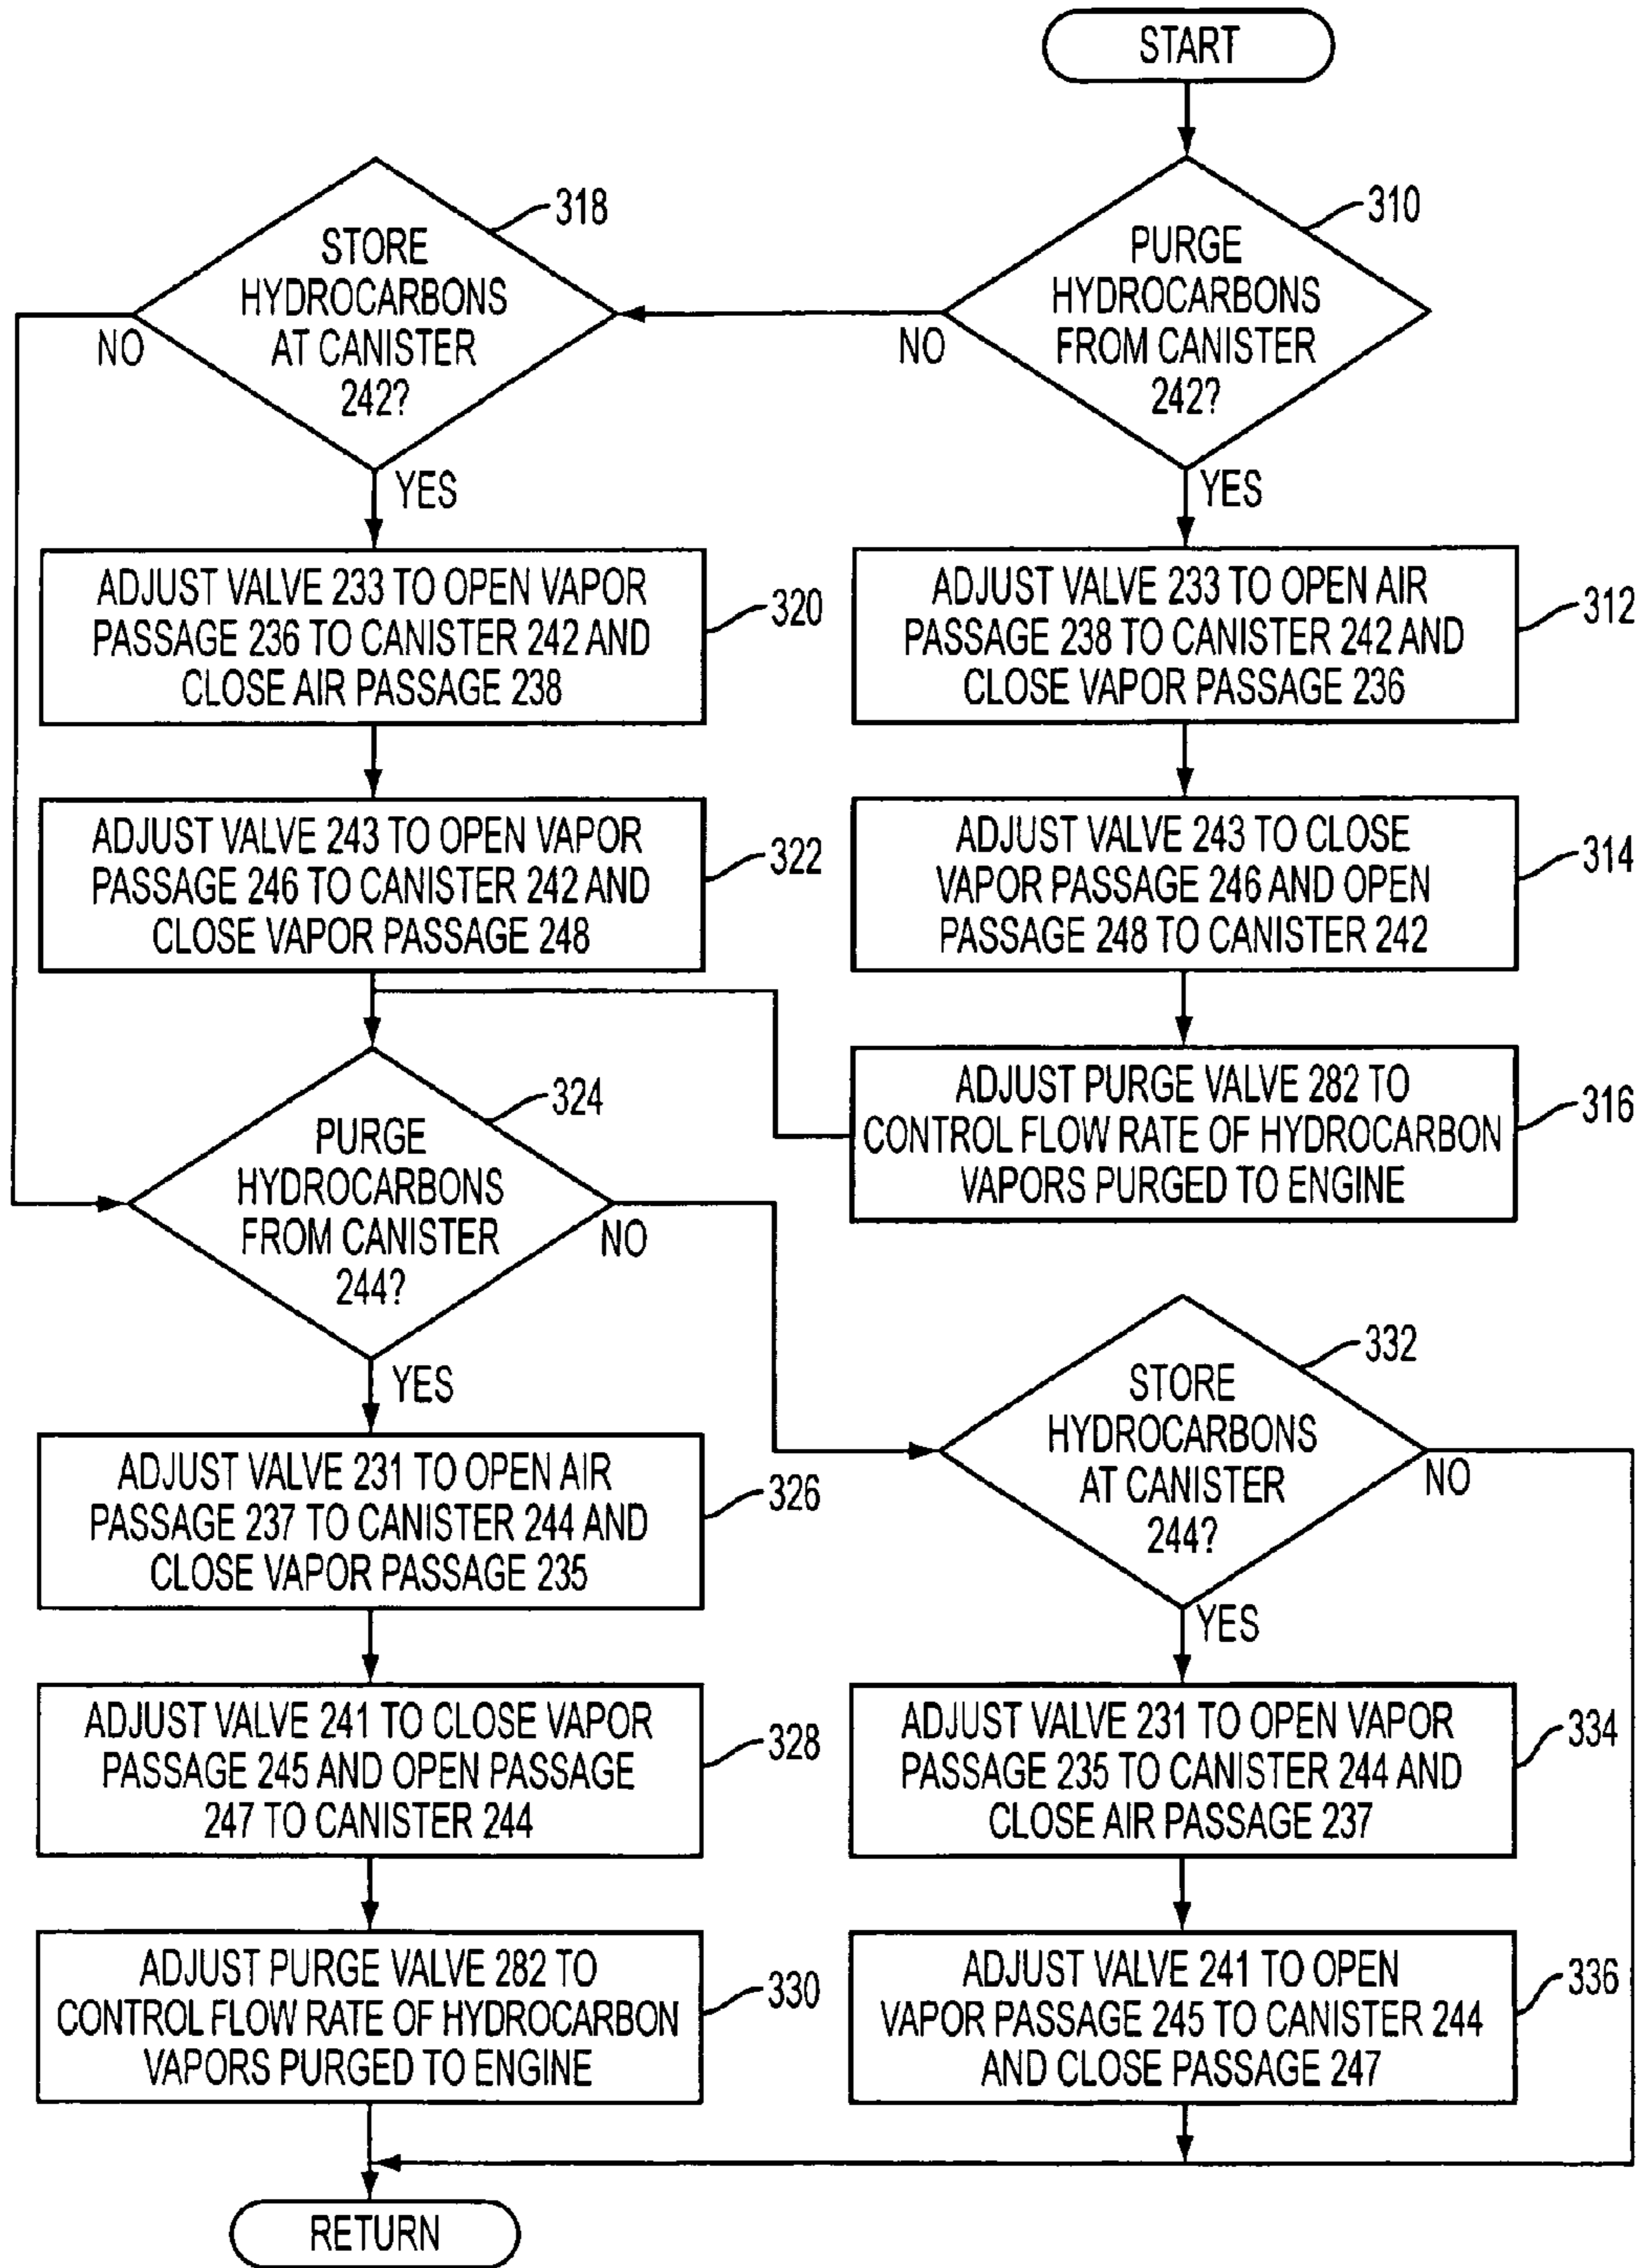 START
310
PURGE
HYDROCARBONS
FROM CANISTER
242?
NO
YES
318
STORE
HYDROCARBONS
AT CANISTER
242?
NO
YES
ADJUST VALVE 233 TO OPEN VAPOR
PASSAGE 236 TO CANISTER 242 AND
CLOSE AIR PASSAGE 238
320
ADJUST VALVE 233 TO OPEN AIR
PASSAGE 238 TO CANISTER 242 AND
CLOSE VAPOR PASSAGE 236
312
ADJUST VALVE 243 TO OPEN VAPOR
PASSAGE 246 TO CANISTER 242 AND
CLOSE VAPOR PASSAGE 248
322
ADJUST VALVE 243 TO CLOSE
VAPOR PASSAGE 246 AND OPEN
PASSAGE 248 TO CANISTER 242
314
ADJUST PURGE VALVE 282 TO
CONTROL FLOW RATE OF HYDROCARBON
VAPORS PURGED TO ENGINE
316
324
PURGE
HYDROCARBONS
FROM CANISTER
244?
NO
YES
332
STORE
HYDROCARBONS
AT CANISTER
244?
NO
YES
ADJUST VALVE 231 TO OPEN AIR
PASSAGE 237 TO CANISTER 244 AND
CLOSE VAPOR PASSAGE 235
326
ADJUST VALVE 241 TO CLOSE VAPOR
PASSAGE 245 AND OPEN PASSAGE
247 TO CANISTER 244
328
ADJUST VALVE 231 TO OPEN VAPOR
PASSAGE 235 TO CANISTER 244 AND
CLOSE AIR PASSAGE 237
334
ADJUST PURGE VALVE 282 TO
CONTROL FLOW RATE OF HYDROCARBON
VAPORS PURGED TO ENGINE
330
ADJUST VALVE 241 TO OPEN
VAPOR PASSAGE 245 TO CANISTER 244
AND CLOSE PASSAGE 247
336
RETURN